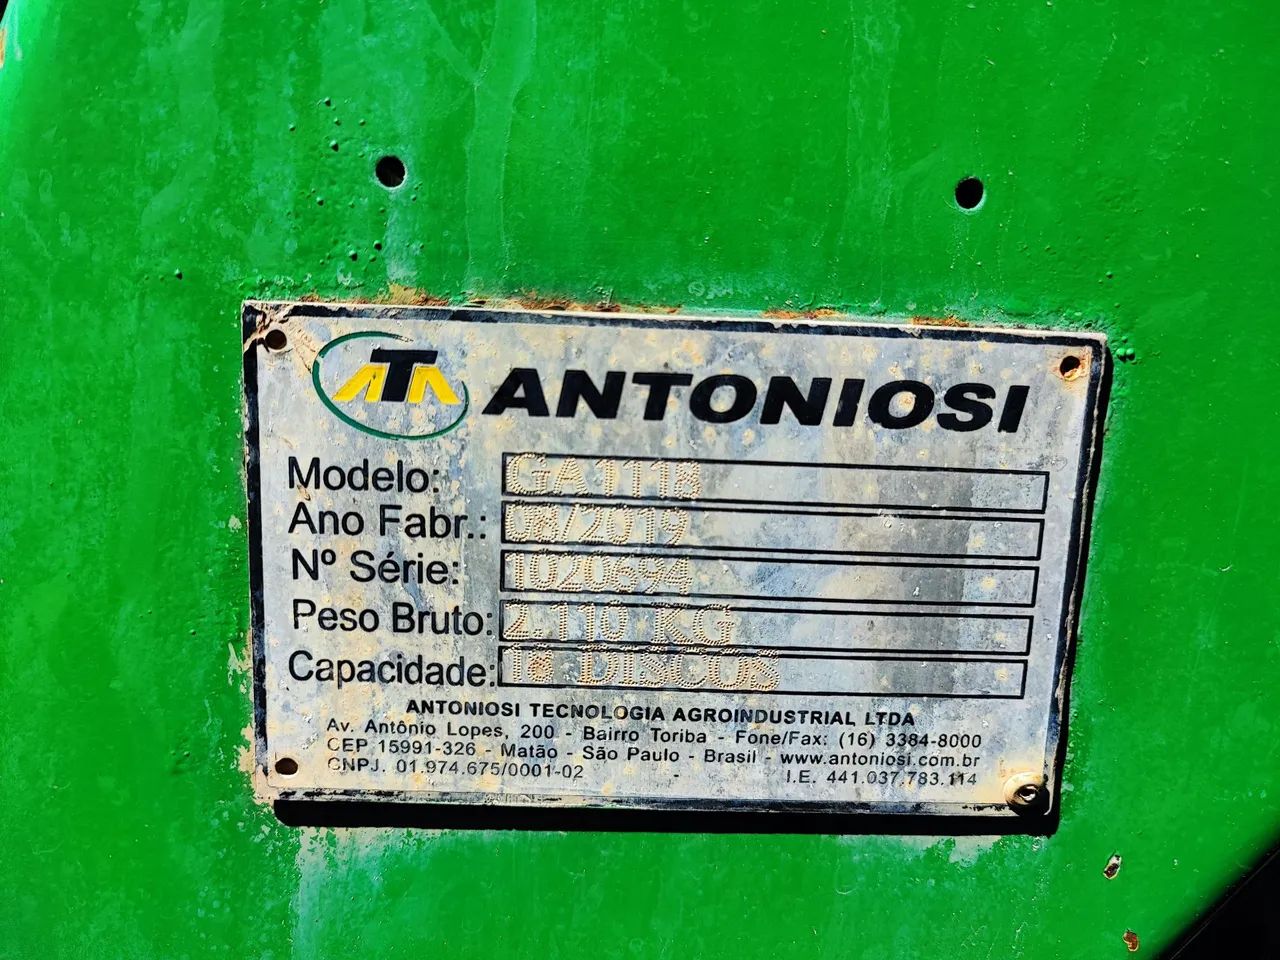 ATA ANTONIOSI
Modelo: GA1118
Ano Fabr.: 08/2019
Nº Série: 1020694
Peso Bruto: 2.110 KG
Capacidade: 18 DISCOS
ANTONIOSI TECNOLOGIA AGROINDUSTRIAL LTDA
Av. Antônio Lopes, 200 - Bairro Toriba - Fone/Fax: (16) 3384-8000
CEP 15991-326 - Matão - São Paulo - Brasil - www.antoniosi.com.br
CNPJ. 01.974.675/0001-02 - I.E. 441.037.783.114